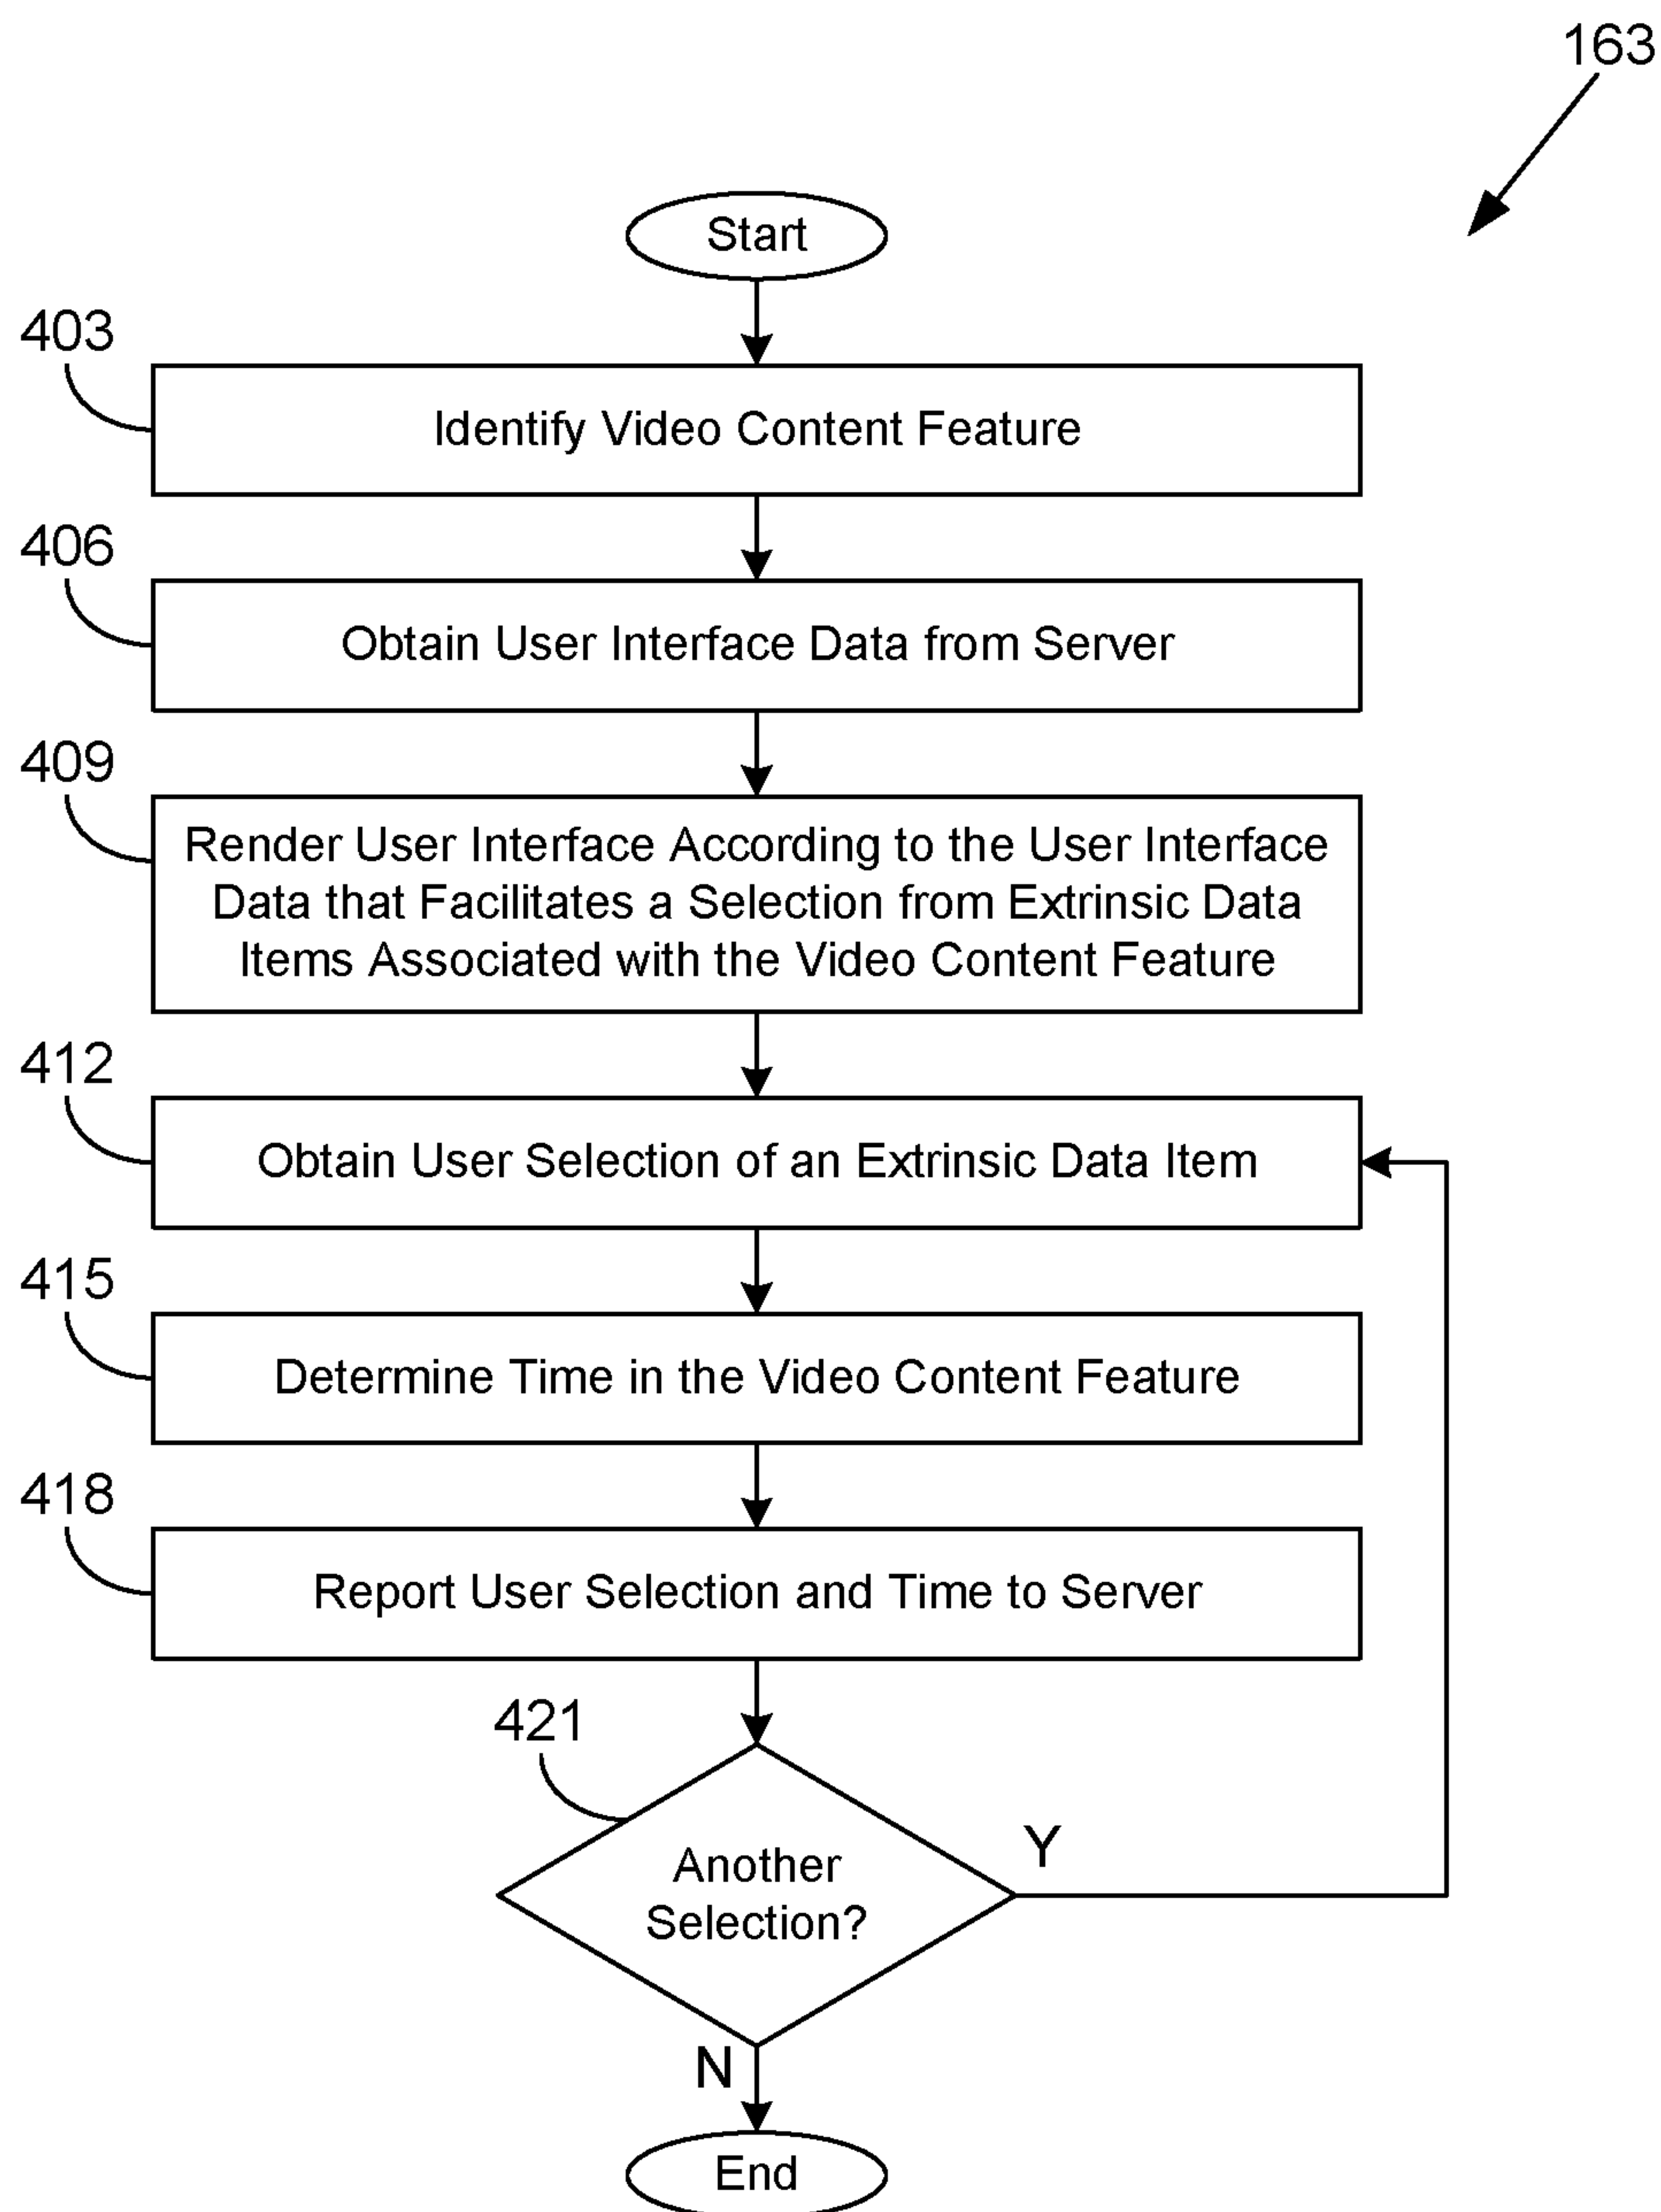 163
Start
403
Identify Video Content Feature
406
Obtain User Interface Data from Server
409
Render User Interface According to the User Interface
Data that Facilitates a Selection from Extrinsic Data
Items Associated with the Video Content Feature
412
Obtain User Selection of an Extrinsic Data Item
415
Determine Time in the Video Content Feature
418
Report User Selection and Time to Server
421
Another
Selection?
Y
N
End